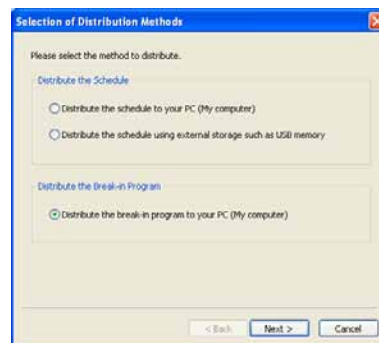 Selection of Distribution Methods
Please select the method to distribute.
Distribute the Schedule
Distribute the schedule to your PC (My computer)
Distribute the schedule using external storage such as USB memory
Distribute the Break-in Program
Distribute the break-in program to your PC (My computer)
< Back Next > Cancel